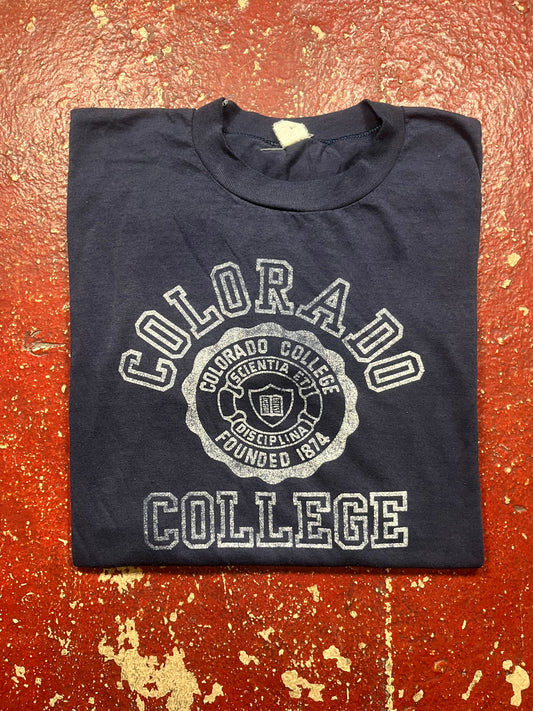 COLORADO
COLORADO COLLEGE
SCIENTIA ET
DISCIPLINA
FOUNDED 1874
COLLEGE